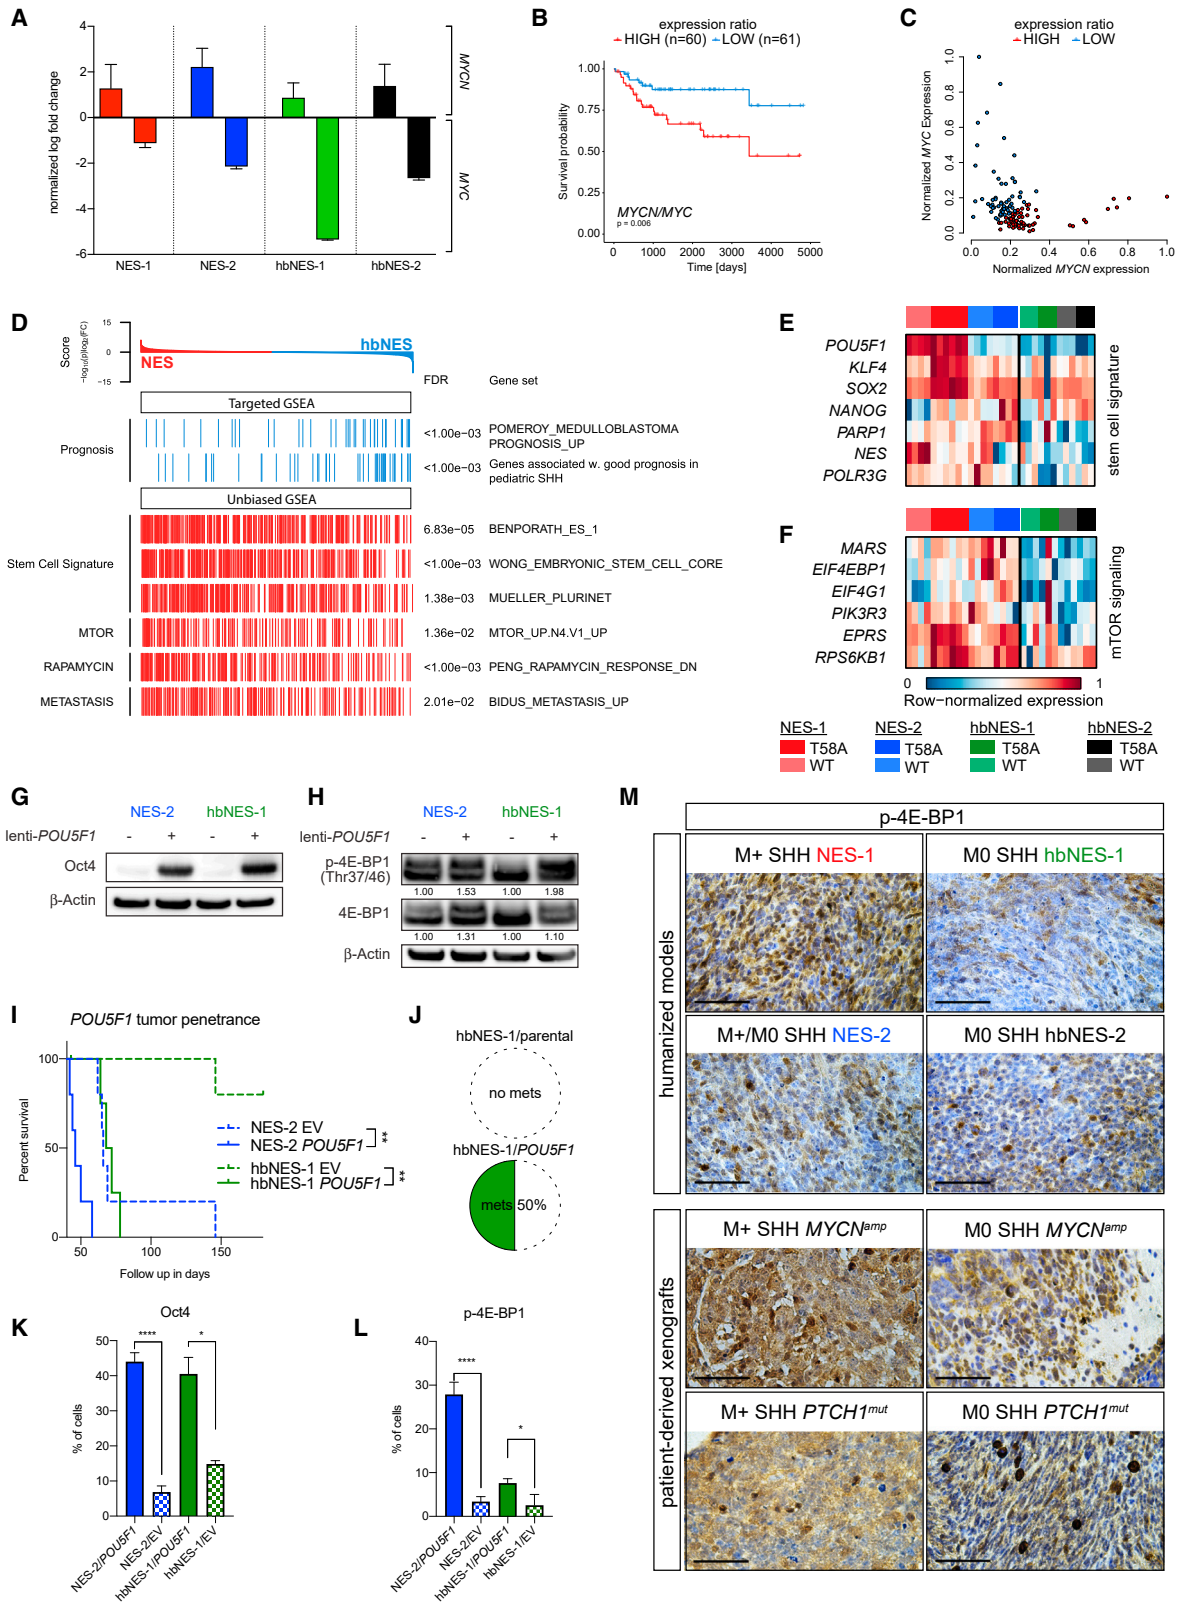 A
normalized log fold change
4
2
0
-2
-4
-6
NES-1
NES-2
hbNES-1
hbNES-2
MYCN
MYC
B
expression ratio
HIGH (n=60) LOW (n=61)
Survival probability
1.00
0.75
0.50
0.25
0.00
MYCN/MYC
p = 0.006
0 1000 2000 3000 4000 5000
Time [days]
C
expression ratio
HIGH LOW
Normalized MYC Expression
1.0
0.8
0.6
0.4
0.2
0.0
0.0 0.2 0.4 0.6 0.8 1.0
Normalized MYCN expression
D
Score
−log10(p)log2(FC)
15
0
−15
NES
hbNES
FDR Gene set
Targeted GSEA
Prognosis
<1.00e−03 POMEROY_MEDULLOBLASTOMA
PROGNOSIS_UP
<1.00e−03 Genes associated w. good prognosis in
pediatric SHH
Unbiased GSEA
Stem Cell Signature
6.83e−05 BENPORATH_ES_1
<1.00e−03 WONG_EMBRYONIC_STEM_CELL_CORE
1.38e−03 MUELLER_PLURINET
MTOR 1.36e−02 MTOR_UP.N4.V1_UP
RAPAMYCIN <1.00e−03 PENG_RAPAMYCIN_RESPONSE_DN
METASTASIS 2.01e−02 BIDUS_METASTASIS_UP
E
POU5F1
KLF4
SOX2
NANOG
PARP1
NES
POLR3G
stem cell signature
F
MARS
EIF4EBP1
EIF4G1
PIK3R3
EPRS
RPS6KB1
mTOR signaling
0 1
Row−normalized expression
NES-1 NES-2 hbNES-1 hbNES-2
T58A T58A T58A T58A
WT WT WT WT
G
NES-2 hbNES-1
lenti-POU5F1 - + - +
Oct4
β-Actin
H
NES-2 hbNES-1
lenti-POU5F1 - + - +
p-4E-BP1
(Thr37/46)
1.00 1.53 1.00 1.98
4E-BP1
1.00 1.31 1.00 1.10
β-Actin
I
POU5F1 tumor penetrance
Percent survival
100
50
0
50 100 150
Follow up in days
NES-2 EV
NES-2 POU5F1
**
hbNES-1 EV
hbNES-1 POU5F1
**
J
hbNES-1/parental
no mets
hbNES-1/POU5F1
mets 50%
K
Oct4
% of cells
50
40
30
20
10
0
****
*
NES-2/POU5F1
NES-2/EV
hbNES-1/POU5F1
hbNES-1/EV
L
p-4E-BP1
% of cells
40
30
20
10
0
****
*
NES-2/POU5F1
NES-2/EV
hbNES-1/POU5F1
hbNES-1/EV
M
p-4E-BP1
humanized models
M+ SHH NES-1
M0 SHH hbNES-1
M+/M0 SHH NES-2
M0 SHH hbNES-2
patient-derived xenografts
M+ SHH MYCNamp
M0 SHH MYCNamp
M+ SHH PTCH1mut
M0 SHH PTCH1mut